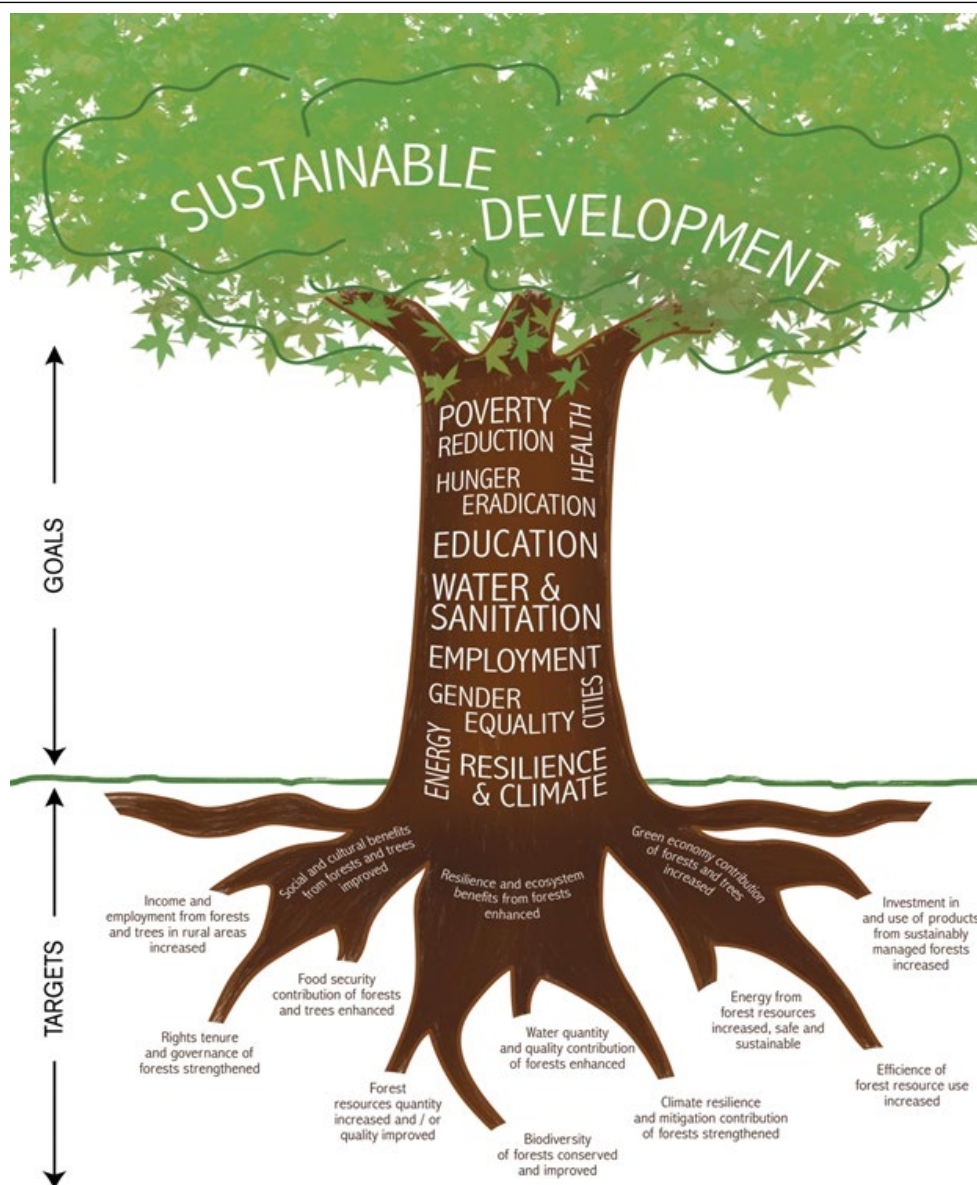 SUSTAINABLE
DEVELOPMENT
GOALS
POVERTY
REDUCTION
HEALTH
HUNGER
ERADICATION
EDUCATION
WATER &
SANITATION
EMPLOYMENT
GENDER
EQUALITY
CITIES
ENERGY
RESILIENCE
& CLIMATE
TARGETS
Social and cultural benefits
from forests and trees
improved
Resilience and ecosystem
benefits from forests
enhanced
Green economy contribution
of forests and trees
increased
Income and
employment from forests
and trees in rural areas
increased
Food security
contribution of forests
and trees enhanced
Rights tenure
and governance of
forests strengthened
Forest
resources quantity
increased and / or
quality improved
Water quantity
and quality contribution
of forests enhanced
Biodiversity
of forests conserved
and improved
Climate resilience
and mitigation contribution
of forests strengthened
Energy from
forest resources
increased, safe and
sustainable
Investment in
and use of products
from sustainably
managed forests
increased
Efficience of
forest resource use
increased